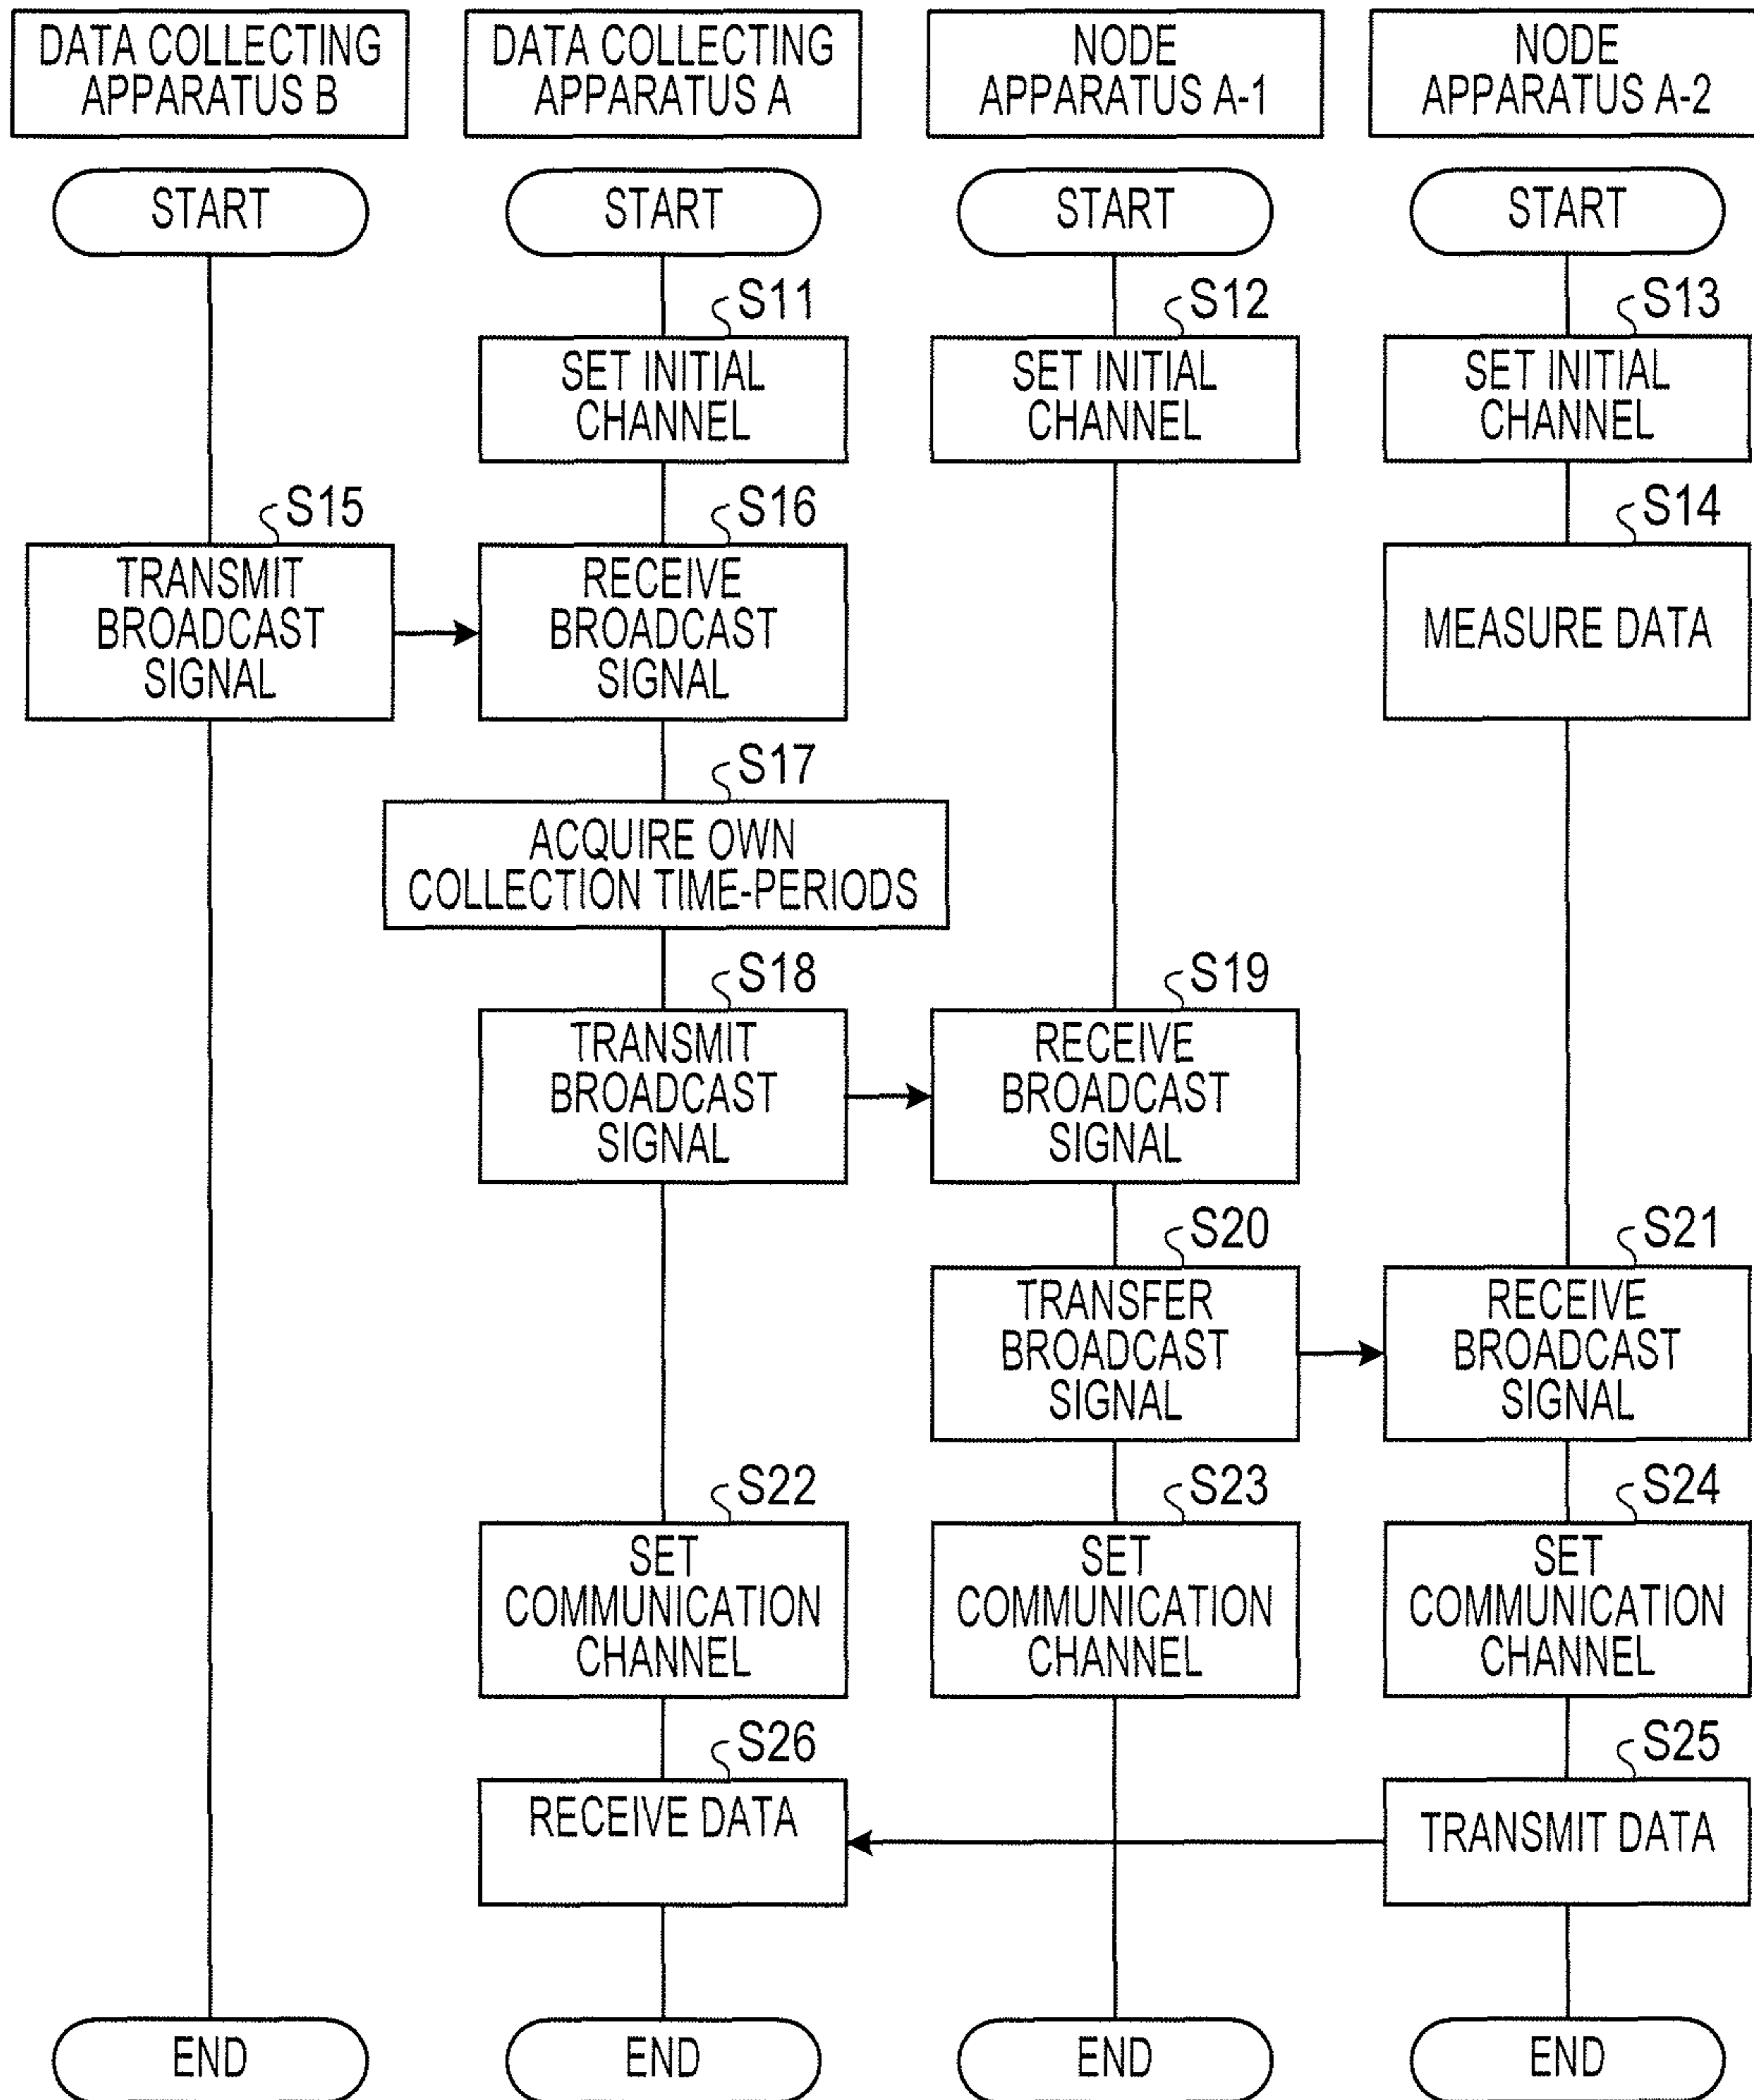 DATA COLLECTING
APPARATUS B
DATA COLLECTING
APPARATUS A
NODE
APPARATUS A-1
NODE
APPARATUS A-2
START
START
START
START
S11
SET INITIAL
CHANNEL
S12
SET INITIAL
CHANNEL
S13
SET INITIAL
CHANNEL
S15
TRANSMIT
BROADCAST
SIGNAL
S16
RECEIVE
BROADCAST
SIGNAL
S14
MEASURE DATA
S17
ACQUIRE OWN
COLLECTION TIME-PERIODS
S18
TRANSMIT
BROADCAST
SIGNAL
S19
RECEIVE
BROADCAST
SIGNAL
S20
TRANSFER
BROADCAST
SIGNAL
S21
RECEIVE
BROADCAST
SIGNAL
S22
SET
COMMUNICATION
CHANNEL
S23
SET
COMMUNICATION
CHANNEL
S24
SET
COMMUNICATION
CHANNEL
S26
RECEIVE DATA
S25
TRANSMIT DATA
END
END
END
END